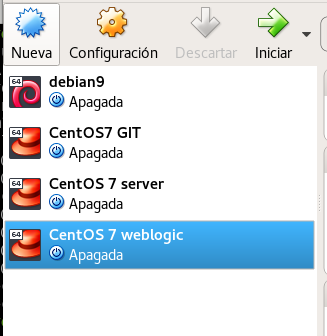 Nueva Configuración Descartar Iniciar
64 debian9
Apagada
64 CentOS7 GIT
Apagada
64 CentOS 7 server
Apagada
64 CentOS 7 weblogic
Apagada